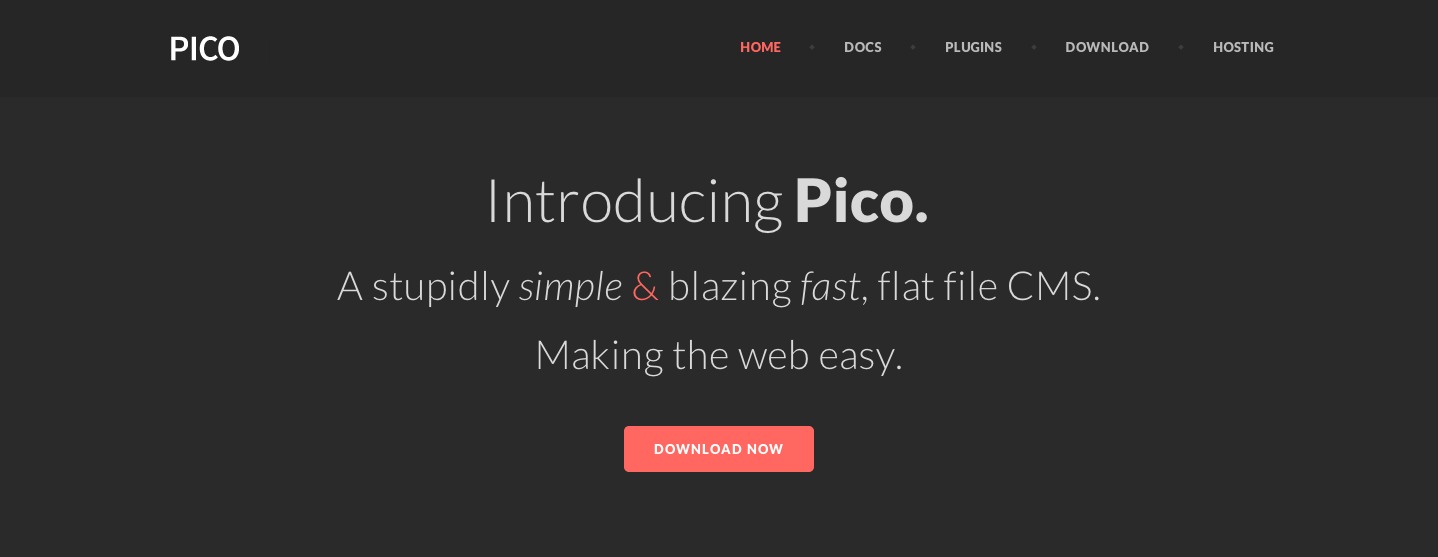 PICO
HOME
DOCS
PLUGINS
DOWNLOAD
HOSTING
Introducing Pico.
A stupidly simple & blazing fast, flat file CMS.
Making the web easy.
DOWNLOAD NOW